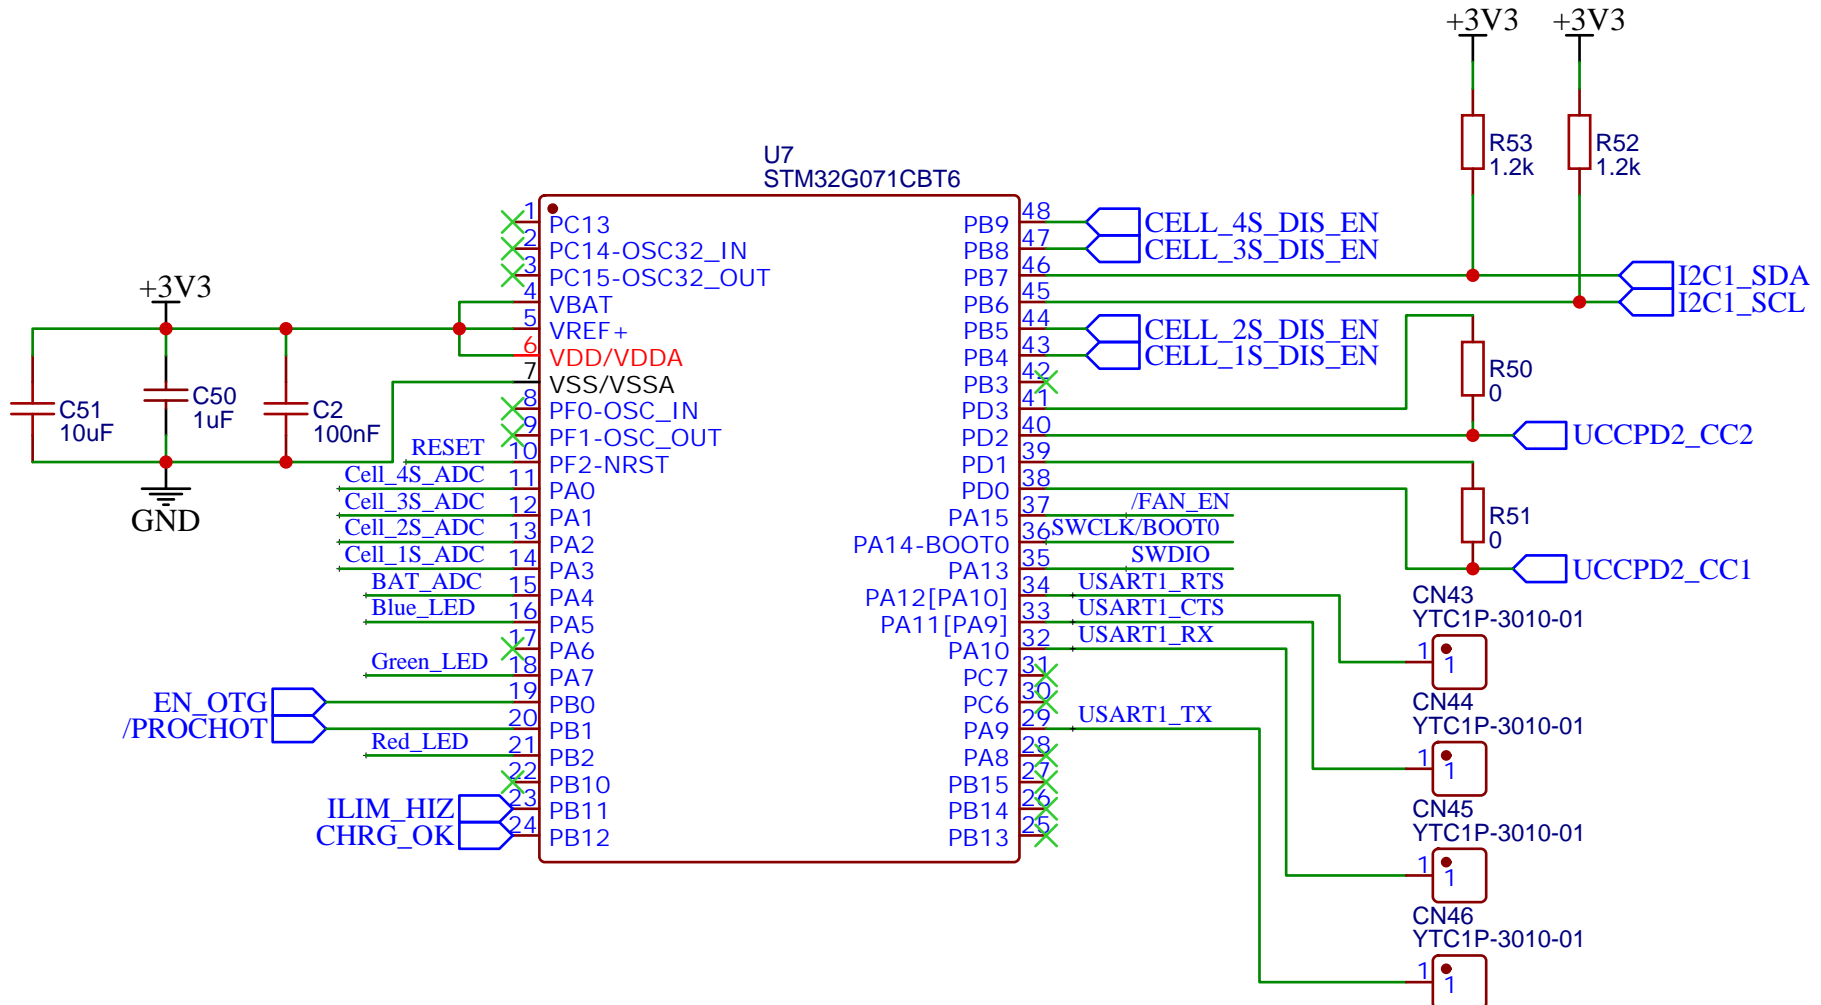 +3V3
+3V3
R53
1.2k
R52
1.2k
U7
STM32G071CBT6
1
PC13
2
PC14-OSC32_IN
3
PC15-OSC32_OUT
4
VBAT
5
VREF+
6
VDD/VDDA
7
VSS/VSSA
8
PF0-OSC_IN
9
PF1-OSC_OUT
RESET
10
PF2-NRST
Cell_4S_ADC
11
PA0
Cell_3S_ADC
12
PA1
Cell_2S_ADC
13
PA2
Cell_1S_ADC
14
PA3
BAT_ADC
15
PA4
Blue_LED
16
PA5
17
PA6
Green_LED
18
PA7
EN_OTG
19
PB0
/PROCHOT
20
PB1
Red_LED
21
PB2
22
PB10
ILIM_HIZ
23
PB11
CHRG_OK
24
PB12
+3V3
C51
10uF
C50
1uF
C2
100nF
GND
PB9
48
CELL_4S_DIS_EN
PB8
47
CELL_3S_DIS_EN
PB7
46
I2C1_SDA
PB6
45
I2C1_SCL
PB5
44
CELL_2S_DIS_EN
PB4
43
CELL_1S_DIS_EN
PB3
42
PD3
41
R50
0
PD2
40
UCCPD2_CC2
PD1
39
PD0
38
R51
0
UCCPD2_CC1
PA15
37
/FAN_EN
PA14-BOOT0
36
SWCLK/BOOT0
PA13
35
SWDIO
PA12[PA10]
34
USART1_RTS
PA11[PA9]
33
USART1_CTS
PA10
32
USART1_RX
PC7
31
PC6
30
PA9
29
USART1_TX
PA8
28
PB15
27
PB14
26
PB13
25
CN43
YTC1P-3010-01
1
1
CN44
YTC1P-3010-01
1
1
CN45
YTC1P-3010-01
1
1
CN46
YTC1P-3010-01
1
1